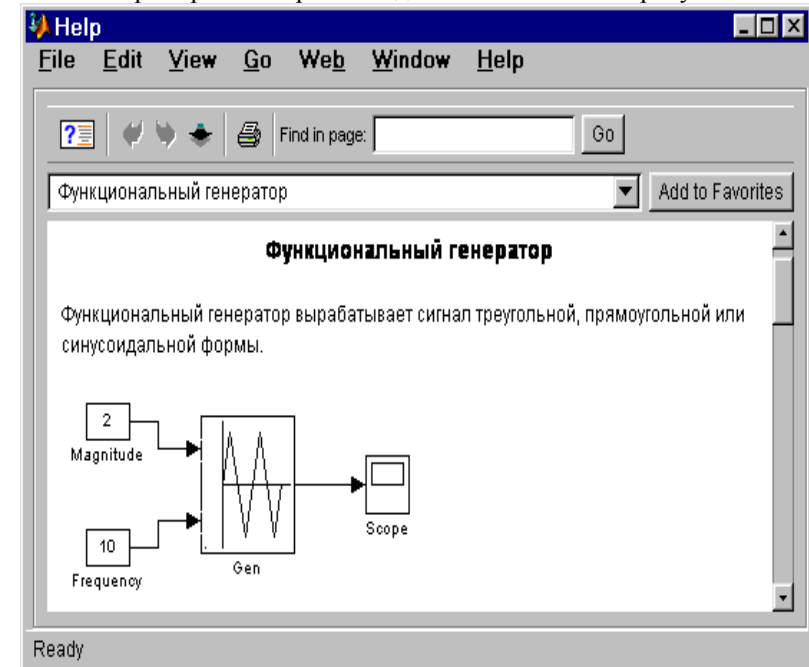 Help
File Edit View Go Web Window Help
Find in page: Go
Функциональный генератор Add to Favorites
Функциональный генератор
Функциональный генератор вырабатывает сигнал треугольной, прямоугольной или
синусоидальной формы.
2
Magnitude
10
Frequency
Gen
Scope
Ready